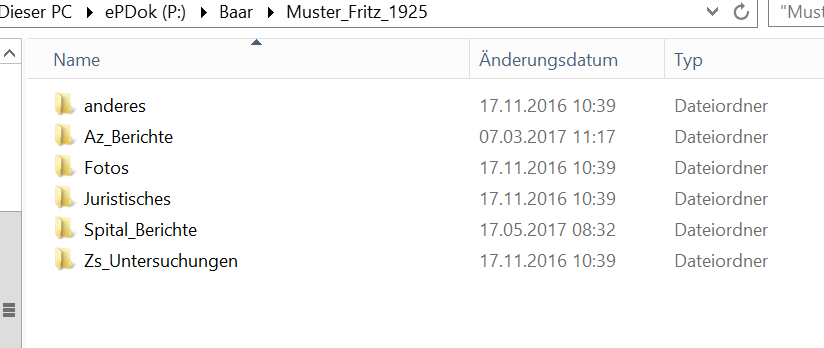 Dieser PC ▸ ePDok (P:) ▸ Baar ▸ Muster_Fritz_1925 "Must
Name Änderungsdatum Typ
anderes 17.11.2016 10:39 Dateiordner
Az_Berichte 07.03.2017 11:17 Dateiordner
Fotos 17.11.2016 10:39 Dateiordner
Juristisches 17.11.2016 10:39 Dateiordner
Spital_Berichte 17.05.2017 08:32 Dateiordner
Zs_Untersuchungen 17.11.2016 10:39 Dateiordner